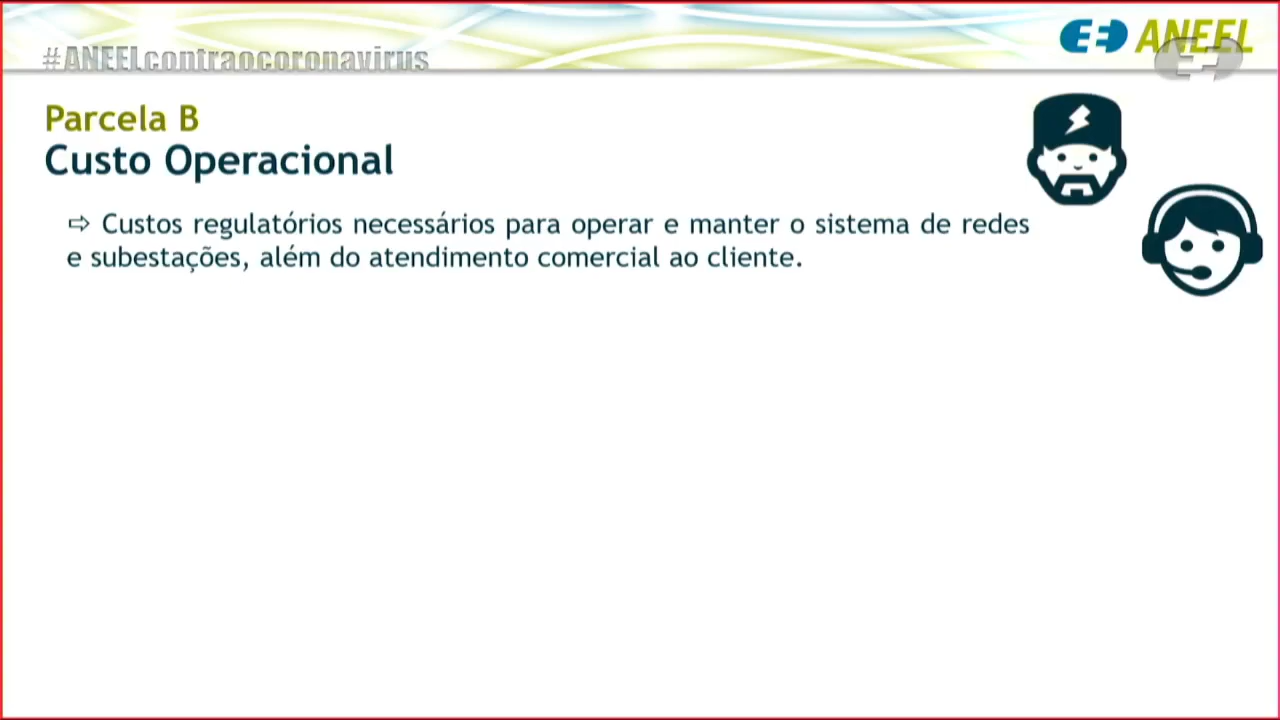 #ANEELcontraocoronavirus
ANEEL
Parcela B
Custo Operacional
⇨ Custos regulatórios necessários para operar e manter o sistema de redes
e subestações, além do atendimento comercial ao cliente.